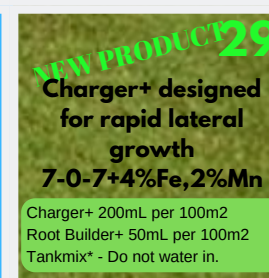 NEW PRODUCT 29
Charger+ designed
for rapid lateral
growth
7-0-7+4%Fe,2%Mn
Charger+ 200mL per 100m2
Root Builder+ 50mL per 100m2
Tankmix* - Do not water in.